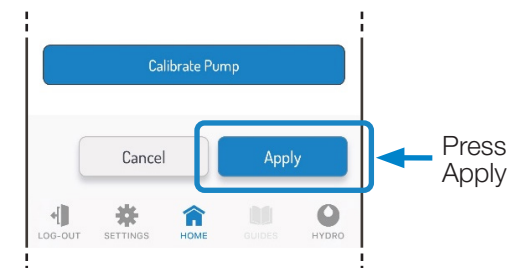 Calibrate Pump
Cancel
Apply
Press
Apply
LOG-OUT
SETTINGS
HOME
GUIDES
HYDRO